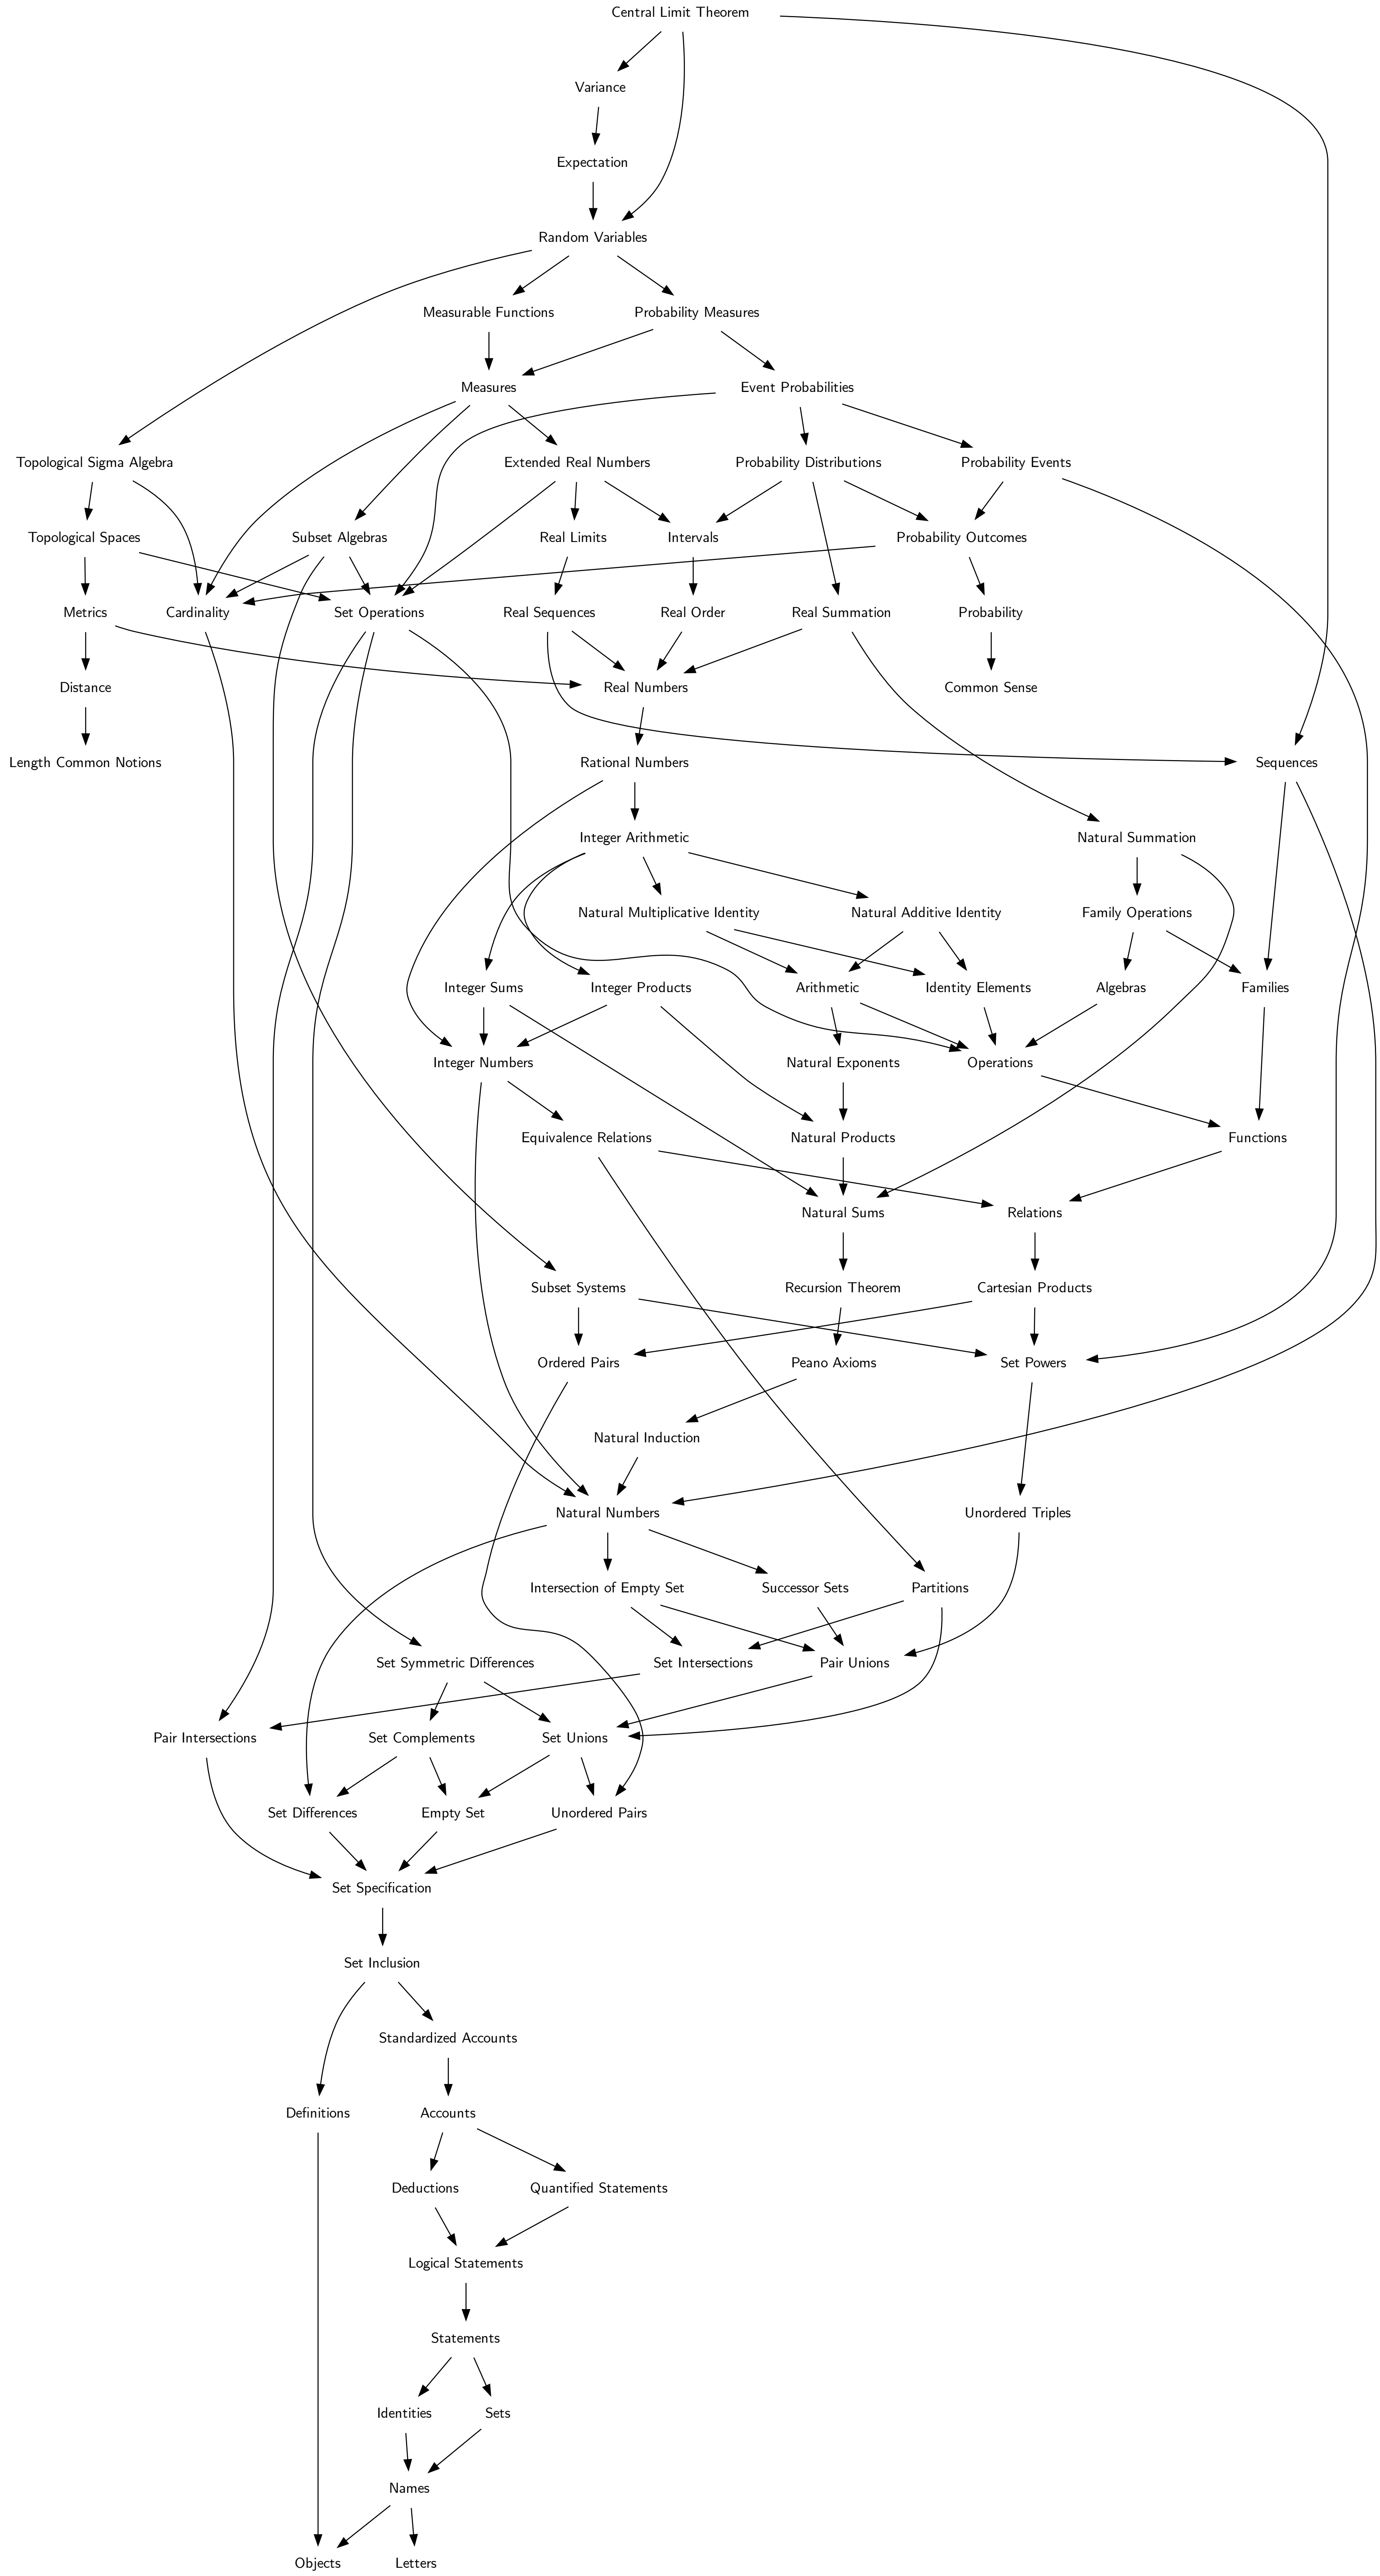 Central Limit Theorem
Variance
Expectation
Random Variables
Measurable Functions
Probability Measures
Measures
Event Probabilities
Topological Sigma Algebra
Extended Real Numbers
Probability Distributions
Probability Events
Topological Spaces
Subset Algebras
Real Limits
Intervals
Probability Outcomes
Metrics
Cardinality
Set Operations
Real Sequences
Real Order
Real Summation
Probability
Distance
Real Numbers
Common Sense
Length Common Notions
Rational Numbers
Sequences
Integer Arithmetic
Natural Summation
Natural Multiplicative Identity
Natural Additive Identity
Family Operations
Integer Sums
Integer Products
Arithmetic
Identity Elements
Algebras
Families
Integer Numbers
Natural Exponents
Operations
Equivalence Relations
Natural Products
Functions
Natural Sums
Relations
Subset Systems
Recursion Theorem
Cartesian Products
Ordered Pairs
Peano Axioms
Set Powers
Natural Induction
Natural Numbers
Unordered Triples
Intersection of Empty Set
Successor Sets
Partitions
Set Symmetric Differences
Set Intersections
Pair Unions
Pair Intersections
Set Complements
Set Unions
Set Differences
Empty Set
Unordered Pairs
Set Specification
Set Inclusion
Standardized Accounts
Definitions
Accounts
Deductions
Quantified Statements
Logical Statements
Statements
Identities
Sets
Names
Objects
Letters